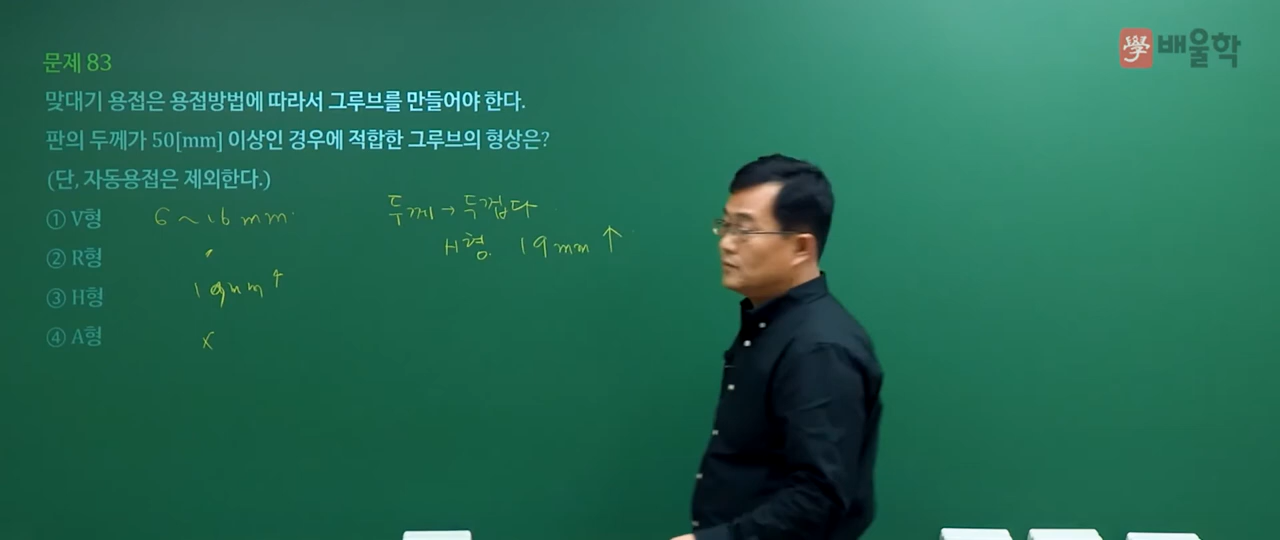 學 배울학
문제 83
맞대기 용접은 용접방법에 따라서 그루브를 만들어야 한다.
판의 두께가 50[mm] 이상인 경우에 적합한 그루브의 형상은?
(단, 자동용접은 제외한다.)
① V형 6~16mm
두께→두껍다
H형. 19mm↑
② R형
③ H형 19mm↑
④ A형 x